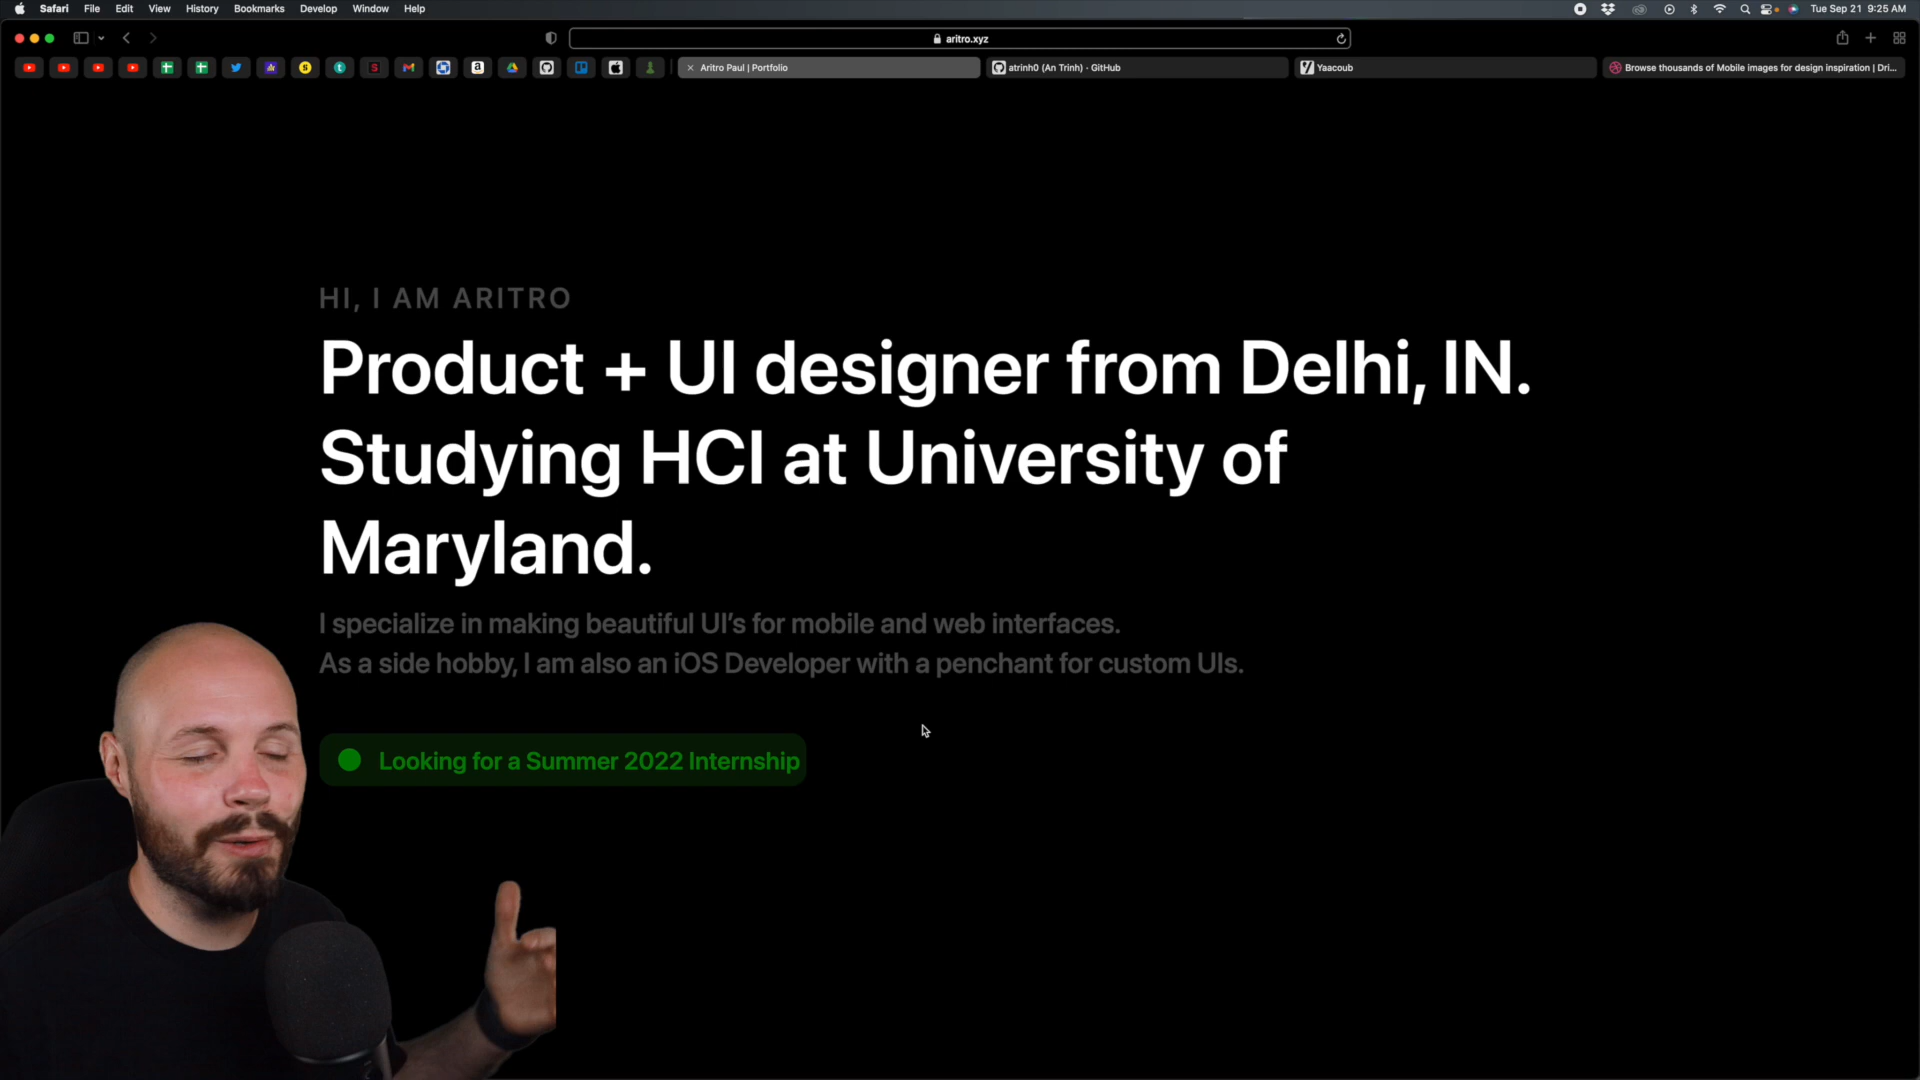 Safari File Edit View History Bookmarks Develop Window Help Tue Sep 21 9:25 AM
aritro.xyz
Aritro Paul | Portfolio
atrinh0 (An Trinh) · GitHub
Yaacoub
Browse thousands of Mobile images for design inspiration | Dri...
HI, I AM ARITRO
Product + UI designer from Delhi, IN.
Studying HCI at University of
Maryland.
I specialize in making beautiful UI's for mobile and web interfaces.
As a side hobby, I am also an iOS Developer with a penchant for custom UIs.
Looking for a Summer 2022 Internship